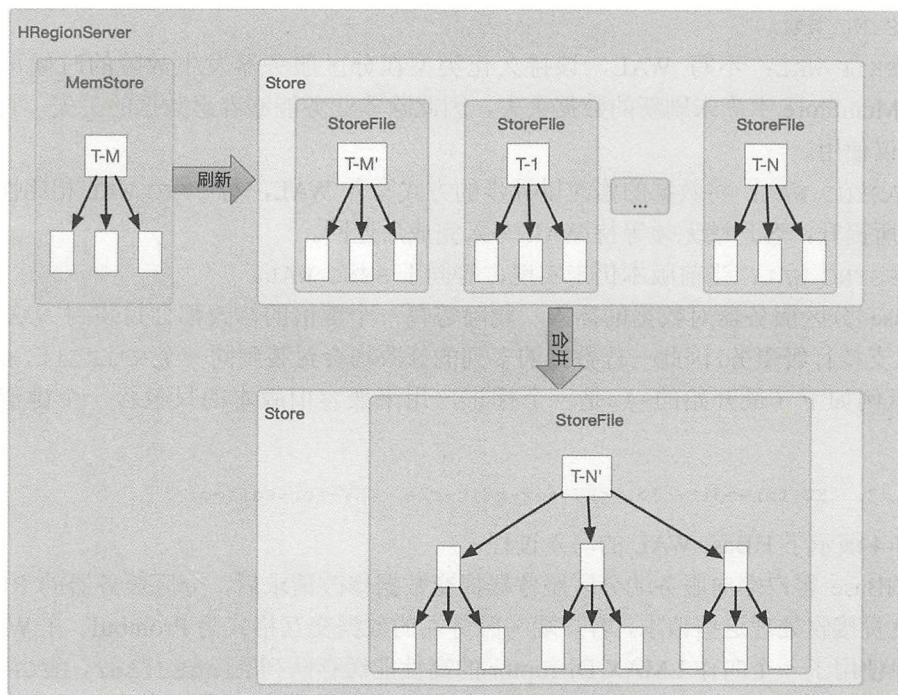 HRegionServer
MemStore
T-M
刷新
Store
StoreFile
T-M'
StoreFile
T-1
...
StoreFile
T-N
合并
Store
StoreFile
T-N'